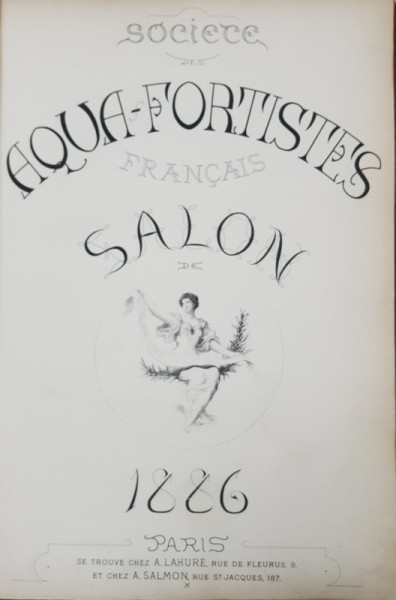 SOCIETE
DES
AQUA-FORTISTES
FRANÇAIS
SALON
DE
1886
PARIS
SE TROUVE CHEZ A. LAHURE, RUE DE FLEURUS, 9.
ET CHEZ A. SALMON, RUE ST JACQUES, 187.